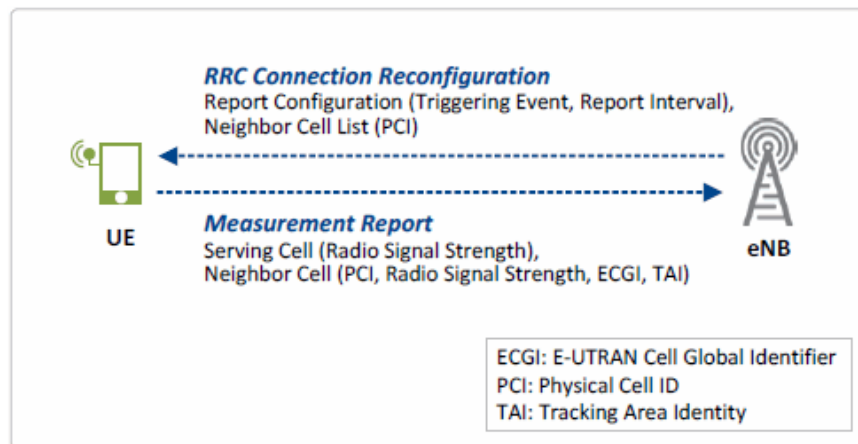 RRC Connection Reconfiguration
Report Configuration (Triggering Event, Report Interval),
Neighbor Cell List (PCI)
UE
eNB
Measurement Report
Serving Cell (Radio Signal Strength),
Neighbor Cell (PCI, Radio Signal Strength, ECGI, TAI)
ECGI: E-UTRAN Cell Global Identifier
PCI: Physical Cell ID
TAI: Tracking Area Identity